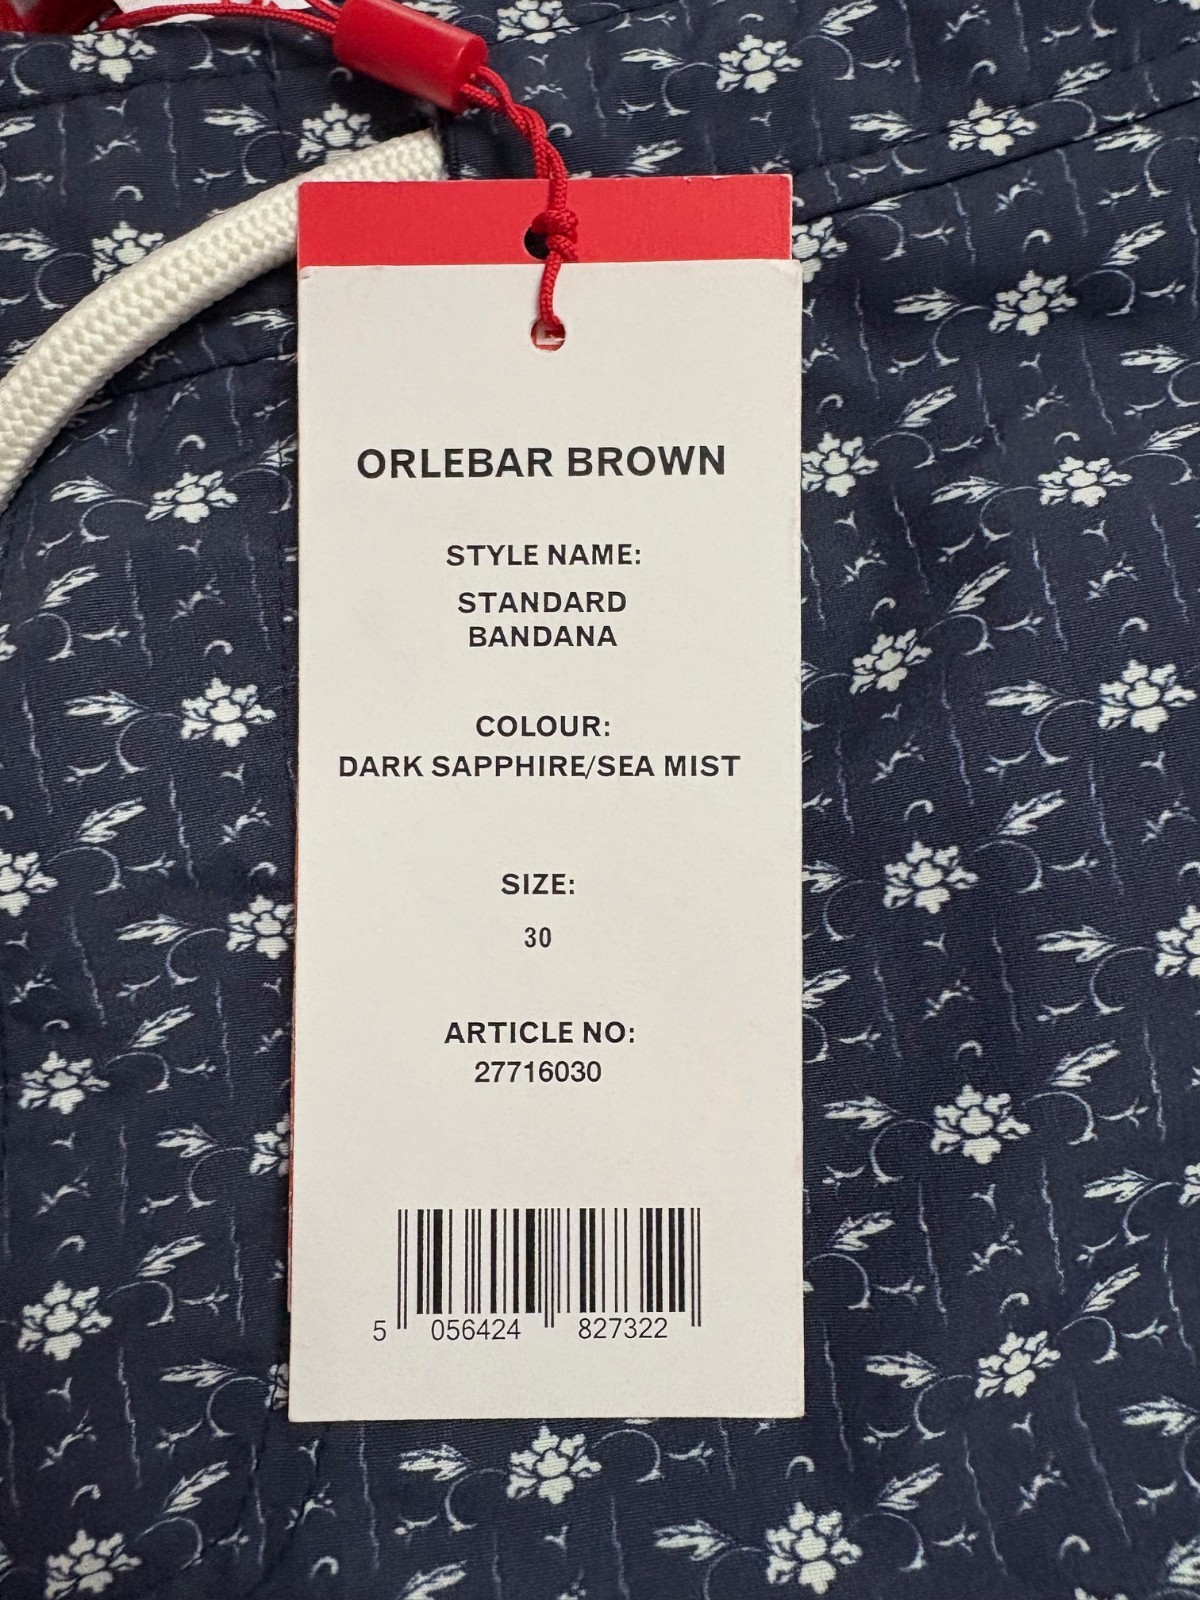 ORLEBAR BROWN
STYLE NAME:
STANDARD
BANDANA
COLOUR:
DARK SAPPHIRE/SEA MIST
SIZE:
30
ARTICLE NO:
27716030
5 056424 827322